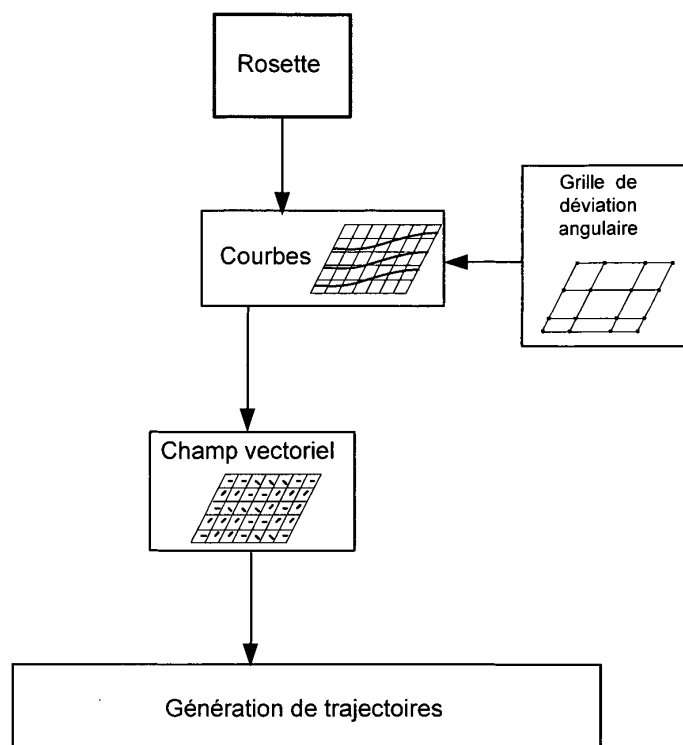 Rosette
Grille de
déviation
angulaire
Courbes
Champ vectoriel
Génération de trajectoires